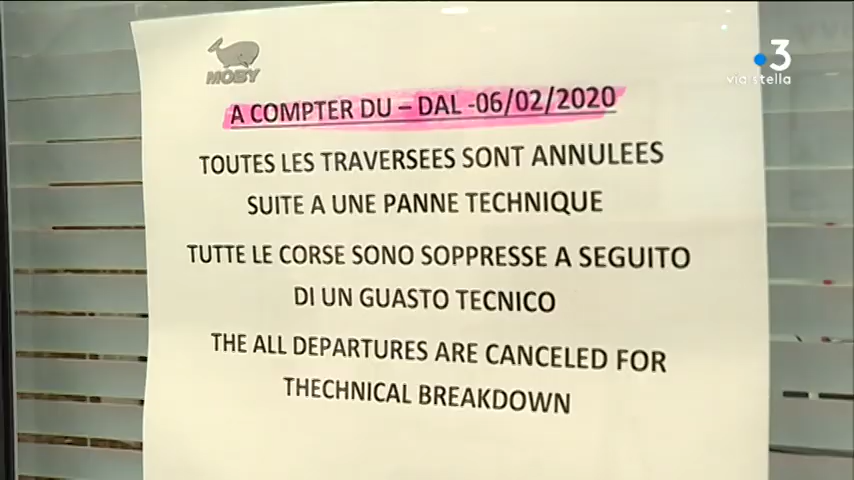 3
via stella
MOBY
A COMPTER DU – DAL -06/02/2020
TOUTES LES TRAVERSEES SONT ANNULEES
SUITE A UNE PANNE TECHNIQUE
TUTTE LE CORSE SONO SOPPRESSE A SEGUITO
DI UN GUASTO TECNICO
THE ALL DEPARTURES ARE CANCELED FOR
THECHNICAL BREAKDOWN